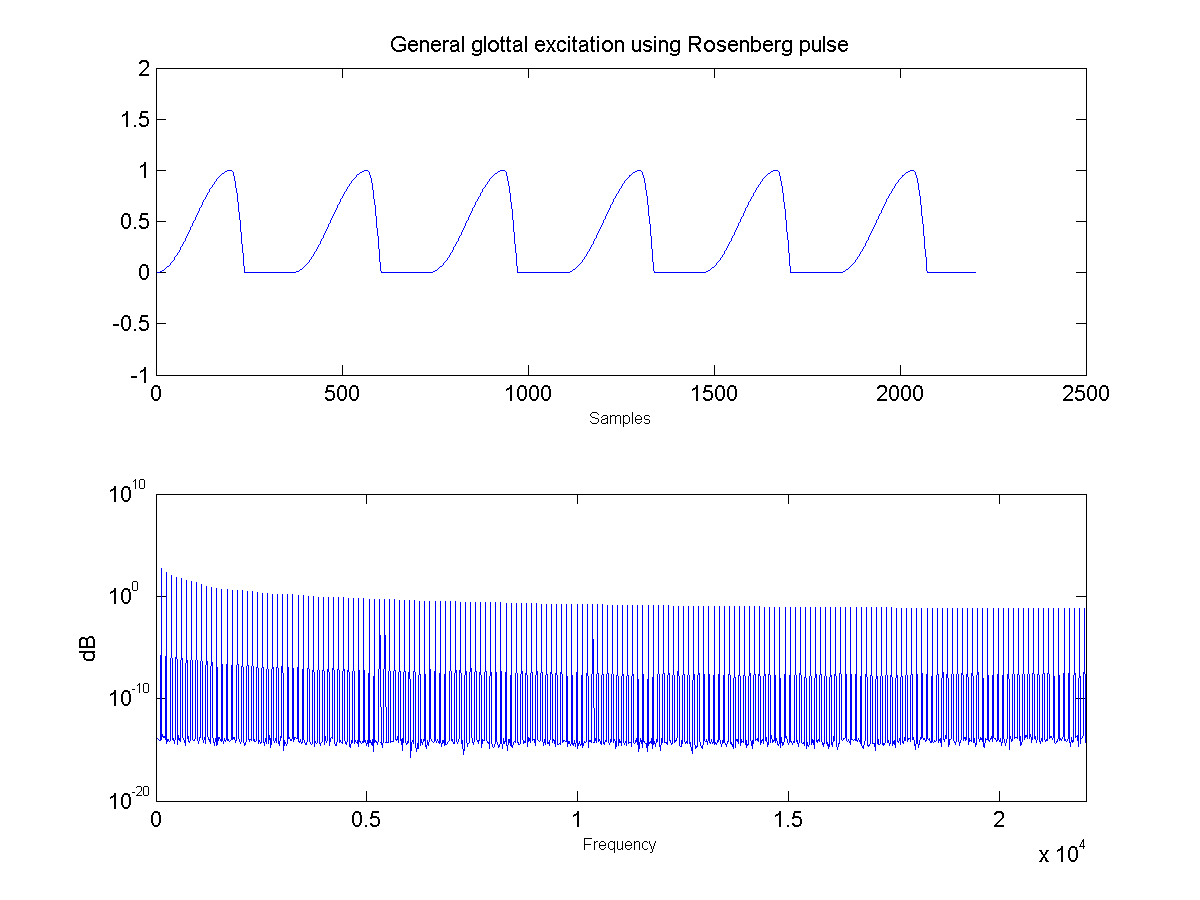 General glottal excitation using Rosenberg pulse
2
1.5
1
0.5
0
-0.5
-1
0 500 1000 1500 2000 2500
Samples
10^10
10^0
dB
10^-10
10^-20
0 0.5 1 1.5 2
Frequency
x 10^4